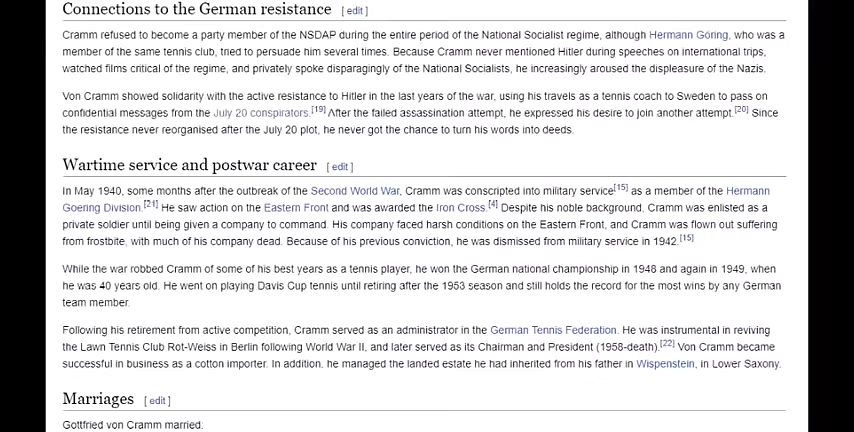 Connections to the German resistance [ edit ]
Cramm refused to become a party member of the NSDAP during the entire period of the National Socialist regime, although Hermann Göring, who was a
member of the same tennis club, tried to persuade him several times. Because Cramm never mentioned Hitler during speeches on international trips,
watched films critical of the regime, and privately spoke disparagingly of the National Socialists, he increasingly aroused the displeasure of the Nazis.
Von Cramm showed solidarity with the active resistance to Hitler in the last years of the war, using his travels as a tennis coach to Sweden to pass on
confidential messages from the July 20 conspirators.[19] After the failed assassination attempt, he expressed his desire to join another attempt.[20] Since
the resistance never reorganised after the July 20 plot, he never got the chance to turn his words into deeds.
Wartime service and postwar career [ edit ]
In May 1940, some months after the outbreak of the Second World War, Cramm was conscripted into military service[15] as a member of the Hermann
Goering Division.[21] He saw action on the Eastern Front and was awarded the Iron Cross.[4] Despite his noble background, Cramm was enlisted as a
private soldier until being given a company to command. His company faced harsh conditions on the Eastern Front, and Cramm was flown out suffering
from frostbite, with much of his company dead. Because of his previous conviction, he was dismissed from military service in 1942.[15]
While the war robbed Cramm of some of his best years as a tennis player, he won the German national championship in 1948 and again in 1949, when
he was 40 years old. He went on playing Davis Cup tennis until retiring after the 1953 season and still holds the record for the most wins by any German
team member.
Following his retirement from active competition, Cramm served as an administrator in the German Tennis Federation. He was instrumental in reviving
the Lawn Tennis Club Rot-Weiss in Berlin following World War II, and later served as its Chairman and President (1958-death).[22] Von Cramm became
successful in business as a cotton importer. In addition, he managed the landed estate he had inherited from his father in Wispenstein, in Lower Saxony.
Marriages [ edit ]
Gottfried von Cramm married: